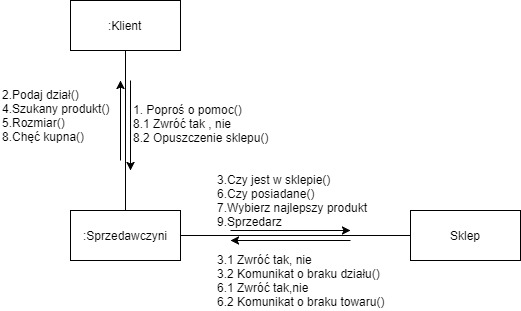 :Klient
2.Podaj dział()
4.Szukany produkt()
5.Rozmiar()
8.Chęć kupna()
1. Poproś o pomoc()
8.1 Zwróć tak , nie
8.2 Opuszczenie sklepu()
3.Czy jest w sklepie()
6.Czy posiadane()
7.Wybierz najlepszy produkt
9.Sprzedarz
:Sprzedawczyni
Sklep
3.1 Zwróć tak, nie
3.2 Komunikat o braku działu()
6.1 Zwróć tak,nie
6.2 Komunikat o braku towaru()